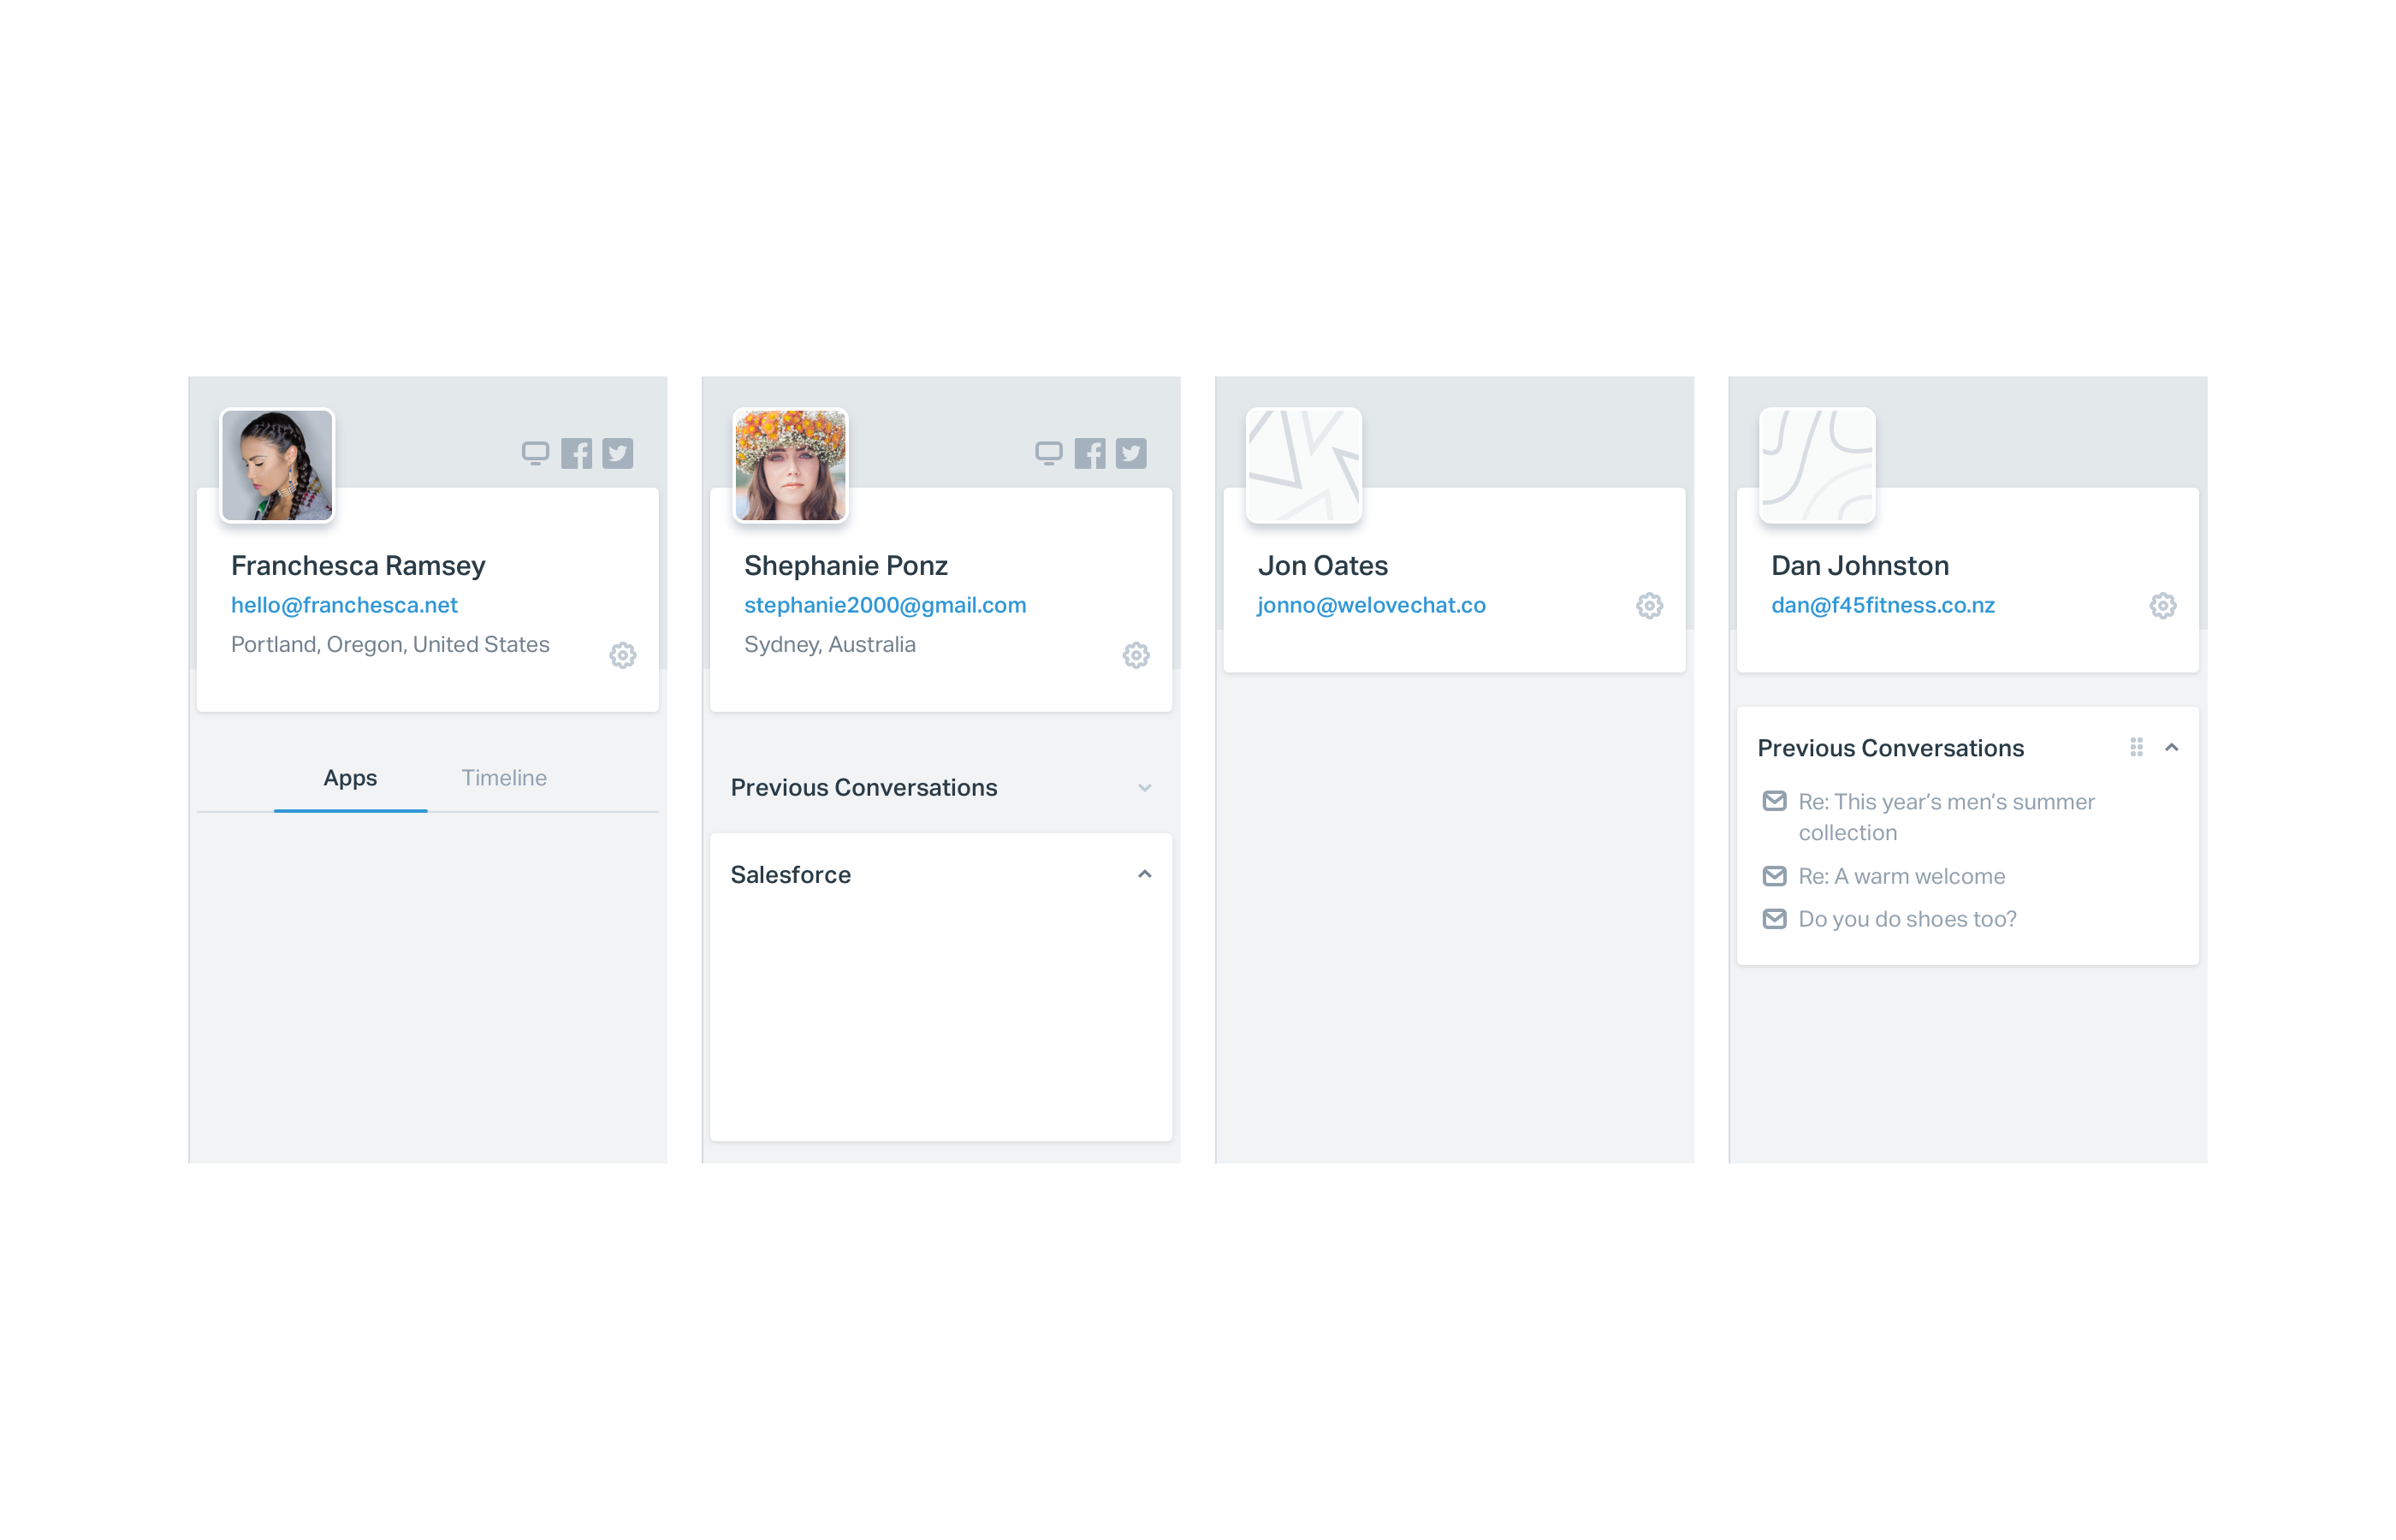 Franchesca Ramsey
hello@franchesca.net
Portland, Oregon, United States
Apps
Timeline
Shephanie Ponz
stephanie2000@gmail.com
Sydney, Australia
Previous Conversations
Salesforce
Jon Oates
jonno@welovechat.co
Dan Johnston
dan@f45fitness.co.nz
Previous Conversations
Re: This year’s men’s summer
collection
Re: A warm welcome
Do you do shoes too?